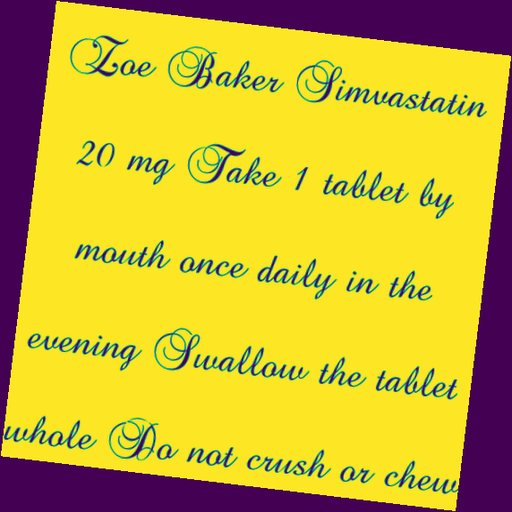 Zoe Baker Simvastatin
20 mg Take 1 tablet by
mouth once daily in the
evening Swallow the tablet
whole Do not crush or chew